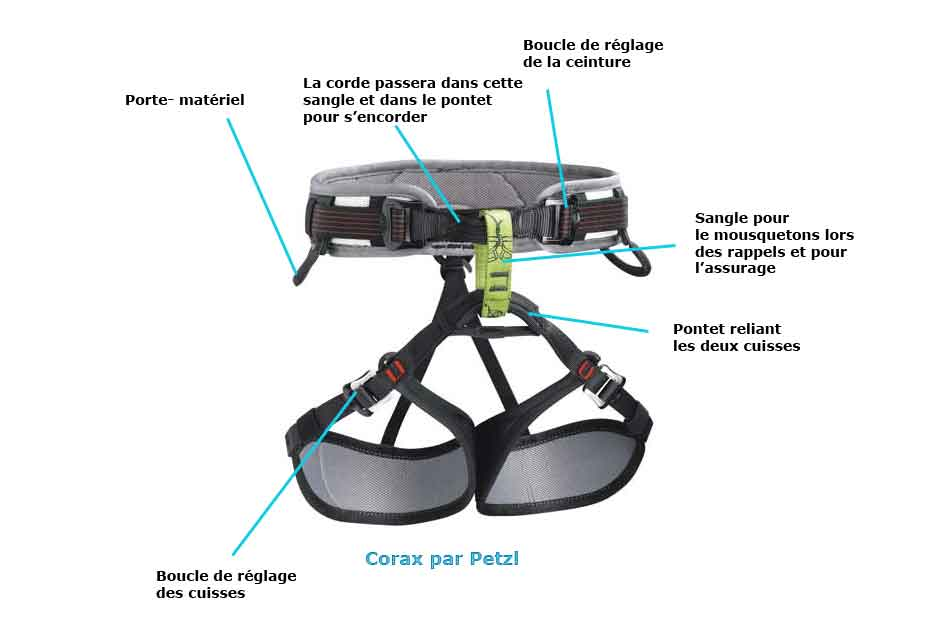 Boucle de réglage
de la ceinture
La corde passera dans cette
sangle et dans le pontet
pour s’encorder
Porte- matériel
Sangle pour
le mousquetons lors
des rappels et pour
l’assurage
Pontet reliant
les deux cuisses
Corax par Petzl
Boucle de réglage
des cuisses